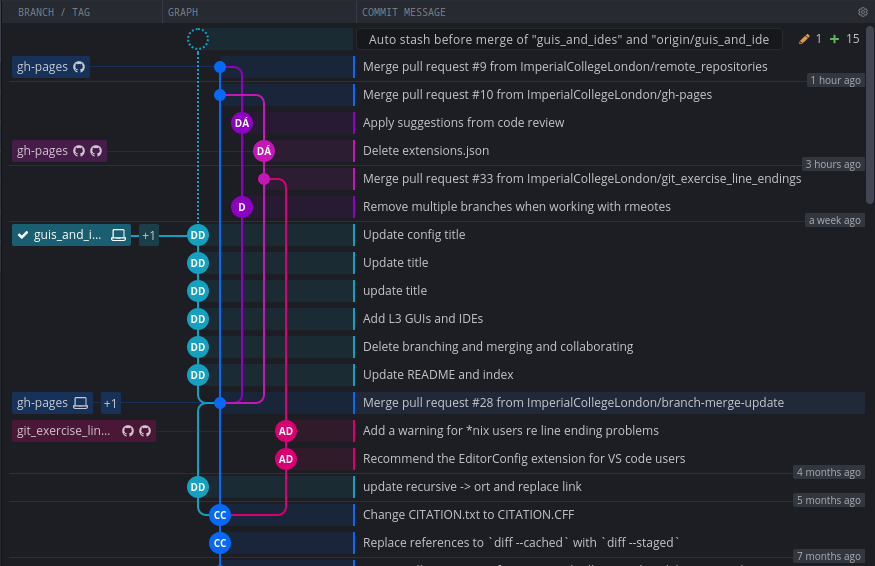 BRANCH / TAG GRAPH COMMIT MESSAGE
Auto stash before merge of "guis_and_ides" and "origin/guis_and_ide 1 + 15
gh-pages Merge pull request #9 from ImperialCollegeLondon/remote_repositories
1 hour ago
Merge pull request #10 from ImperialCollegeLondon/gh-pages
DÁ Apply suggestions from code review
gh-pages DÁ Delete extensions.json
3 hours ago
Merge pull request #33 from ImperialCollegeLondon/git_exercise_line_endings
D Remove multiple branches when working with rmeotes
a week ago
guis_and_i... +1 DD Update config title
DD Update title
DD update title
DD Add L3 GUIs and IDEs
DD Delete branching and merging and collaborating
DD Update README and index
gh-pages +1 Merge pull request #28 from ImperialCollegeLondon/branch-merge-update
git_exercise_lin... AD Add a warning for *nix users re line ending problems
AD Recommend the EditorConfig extension for VS code users
4 months ago
DD update recursive -> ort and replace link
5 months ago
CC Change CITATION.txt to CITATION.CFF
CC Replace references to `diff --cached` with `diff --staged`
7 months ago